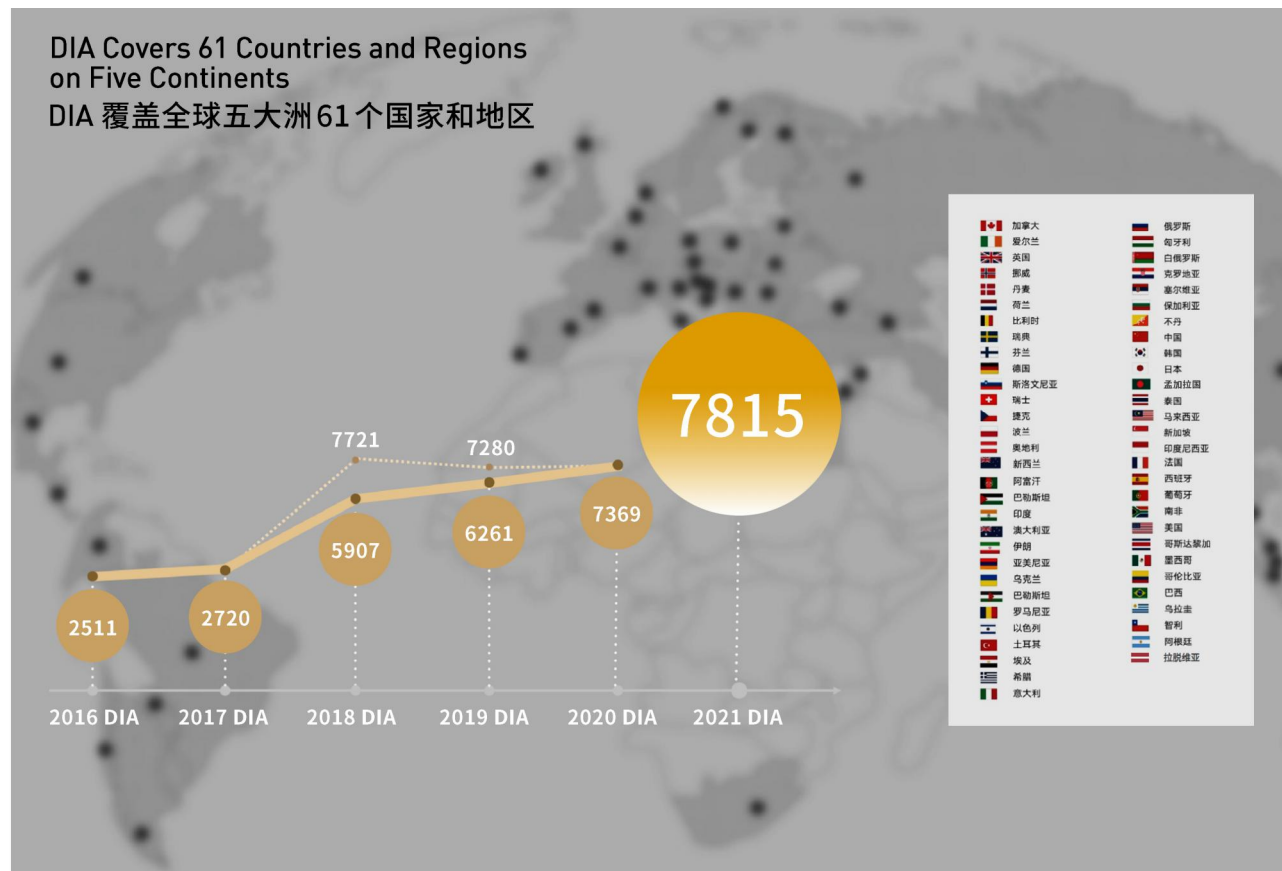 DIA Covers 61 Countries and Regions
on Five Continents
DIA 覆盖全球五大洲61个国家和地区
7815
7721
7280
7369
6261
5907
2720
2511
2016 DIA
2017 DIA
2018 DIA
2019 DIA
2020 DIA
2021 DIA
加拿大
爱尔兰
英国
挪威
丹麦
荷兰
比利时
瑞典
芬兰
德国
斯洛文尼亚
瑞士
捷克
波兰
奥地利
新西兰
阿富汗
巴勒斯坦
印度
澳大利亚
伊朗
亚美尼亚
乌克兰
巴勒斯坦
罗马尼亚
以色列
土耳其
埃及
希腊
意大利
俄罗斯
匈牙利
白俄罗斯
克罗地亚
塞尔维亚
保加利亚
不丹
中国
韩国
日本
孟加拉国
泰国
马来西亚
新加坡
印度尼西亚
法国
西班牙
葡萄牙
南非
美国
哥斯达黎加
墨西哥
哥伦比亚
巴西
乌拉圭
智利
阿根廷
拉脱维亚